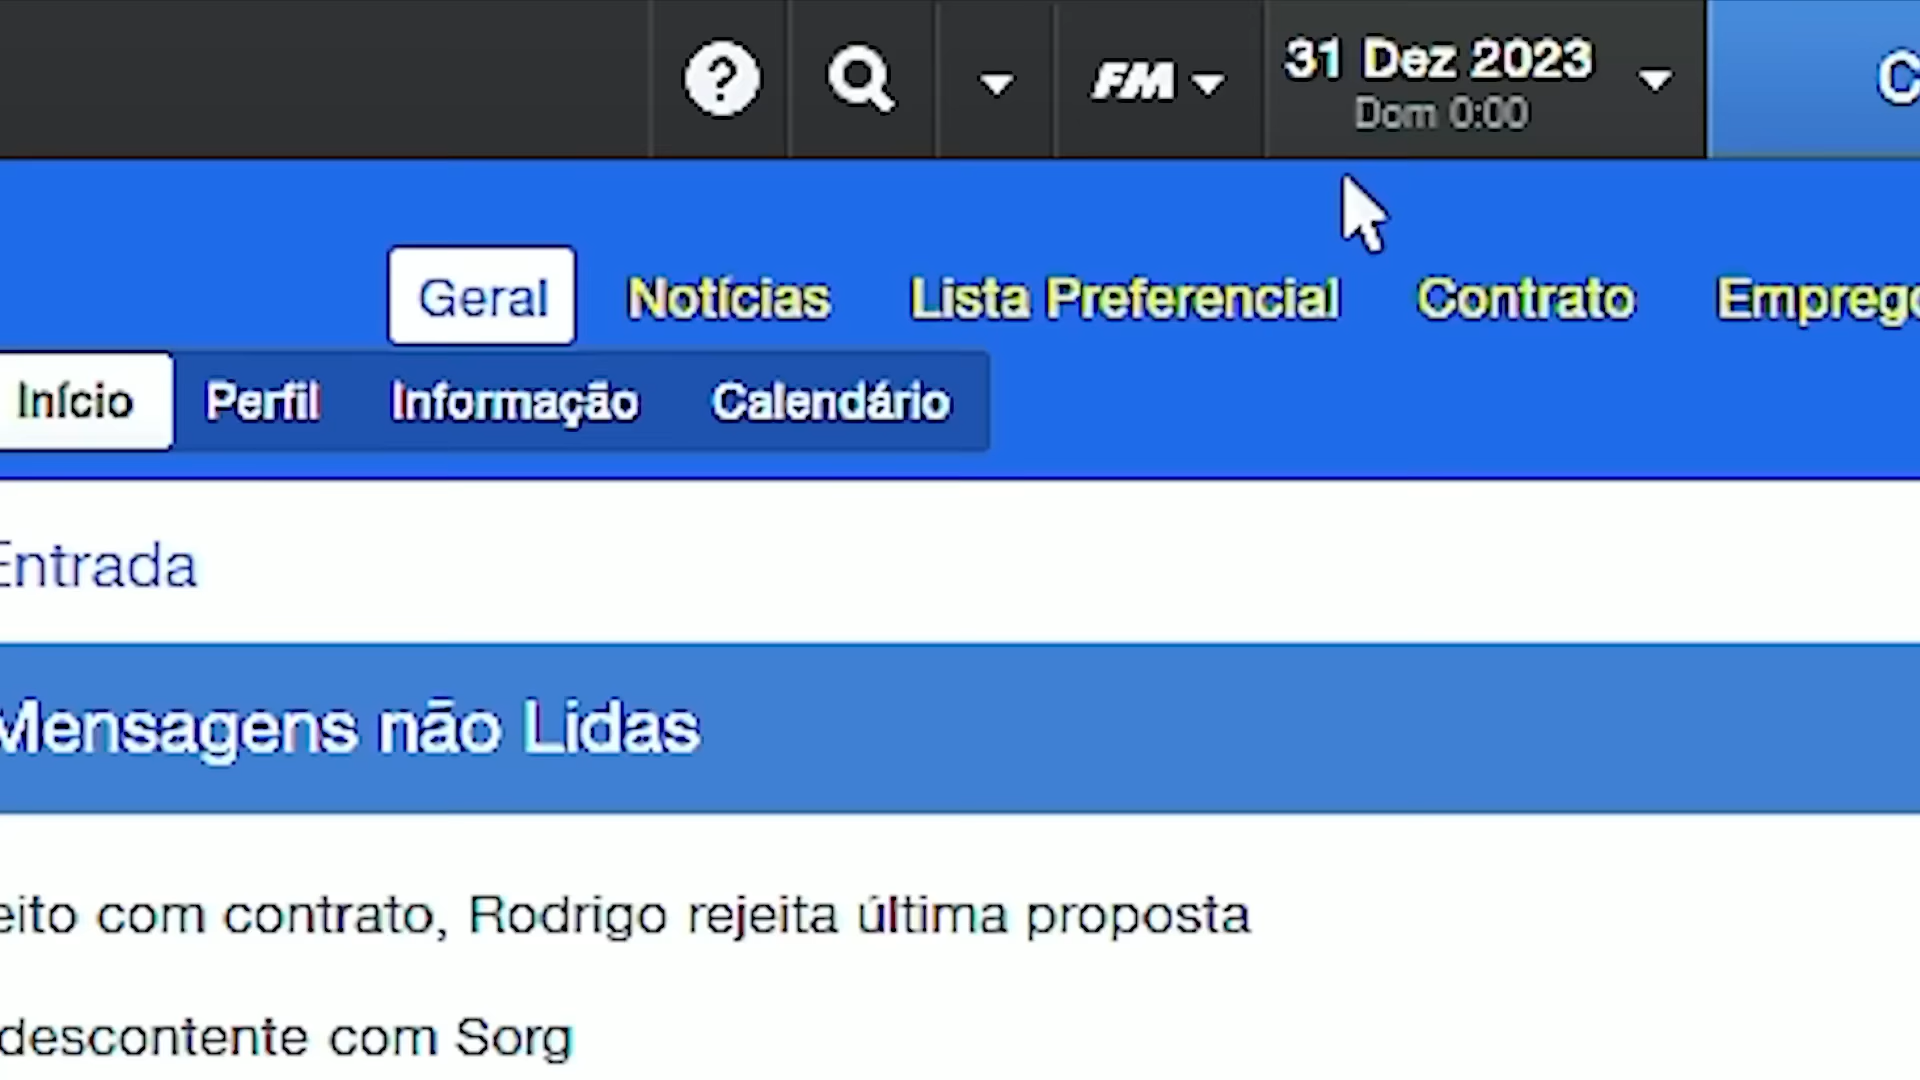 FM
31 Dez 2023
Dom 0:00
Geral Notícias Lista Preferencial Contrato
Início Perfil Informação Calendário
Entrada
Mensagens não Lidas
com contrato, Rodrigo rejeita última proposta
descontente com Sorg